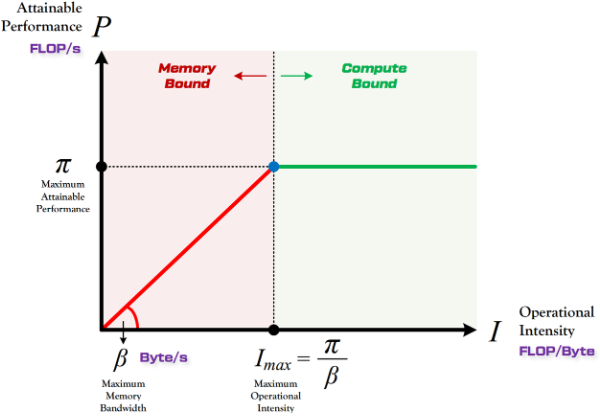 Attainable
Performance P
FLOP/s
Memory
Bound
Compute
Bound
π
Maximum
Attainable
Performance
Operational
I Intensity
FLOP/Byte
β Byte/s
Maximum
Memory
Bandwidth
I_max = π/β
Maximum
Operational
Intensity